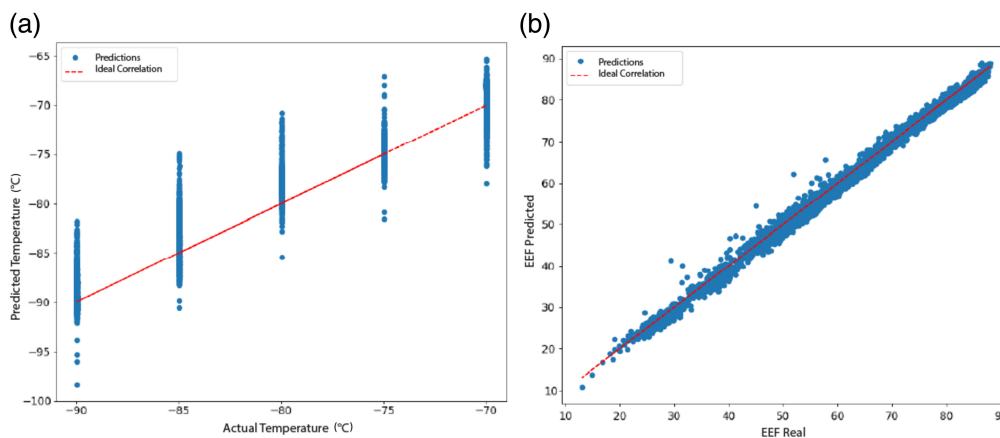 (a)
Predictions
Ideal Correlation
−65
−70
−75
−80
−85
−90
−95
−100
Predicted Temperature (°C)
−90 −85 −80 −75 −70
Actual Temperature (°C)
(b)
Predictions
Ideal Correlation
90
80
70
60
50
40
30
20
10
EEF Predicted
10 20 30 40 50 60 70 80 9
EEF Real